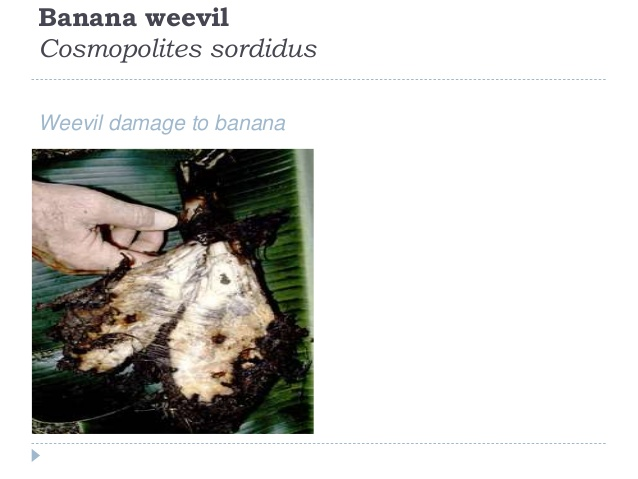 Banana weevil
Cosmopolites sordidus
Weevil damage to banana